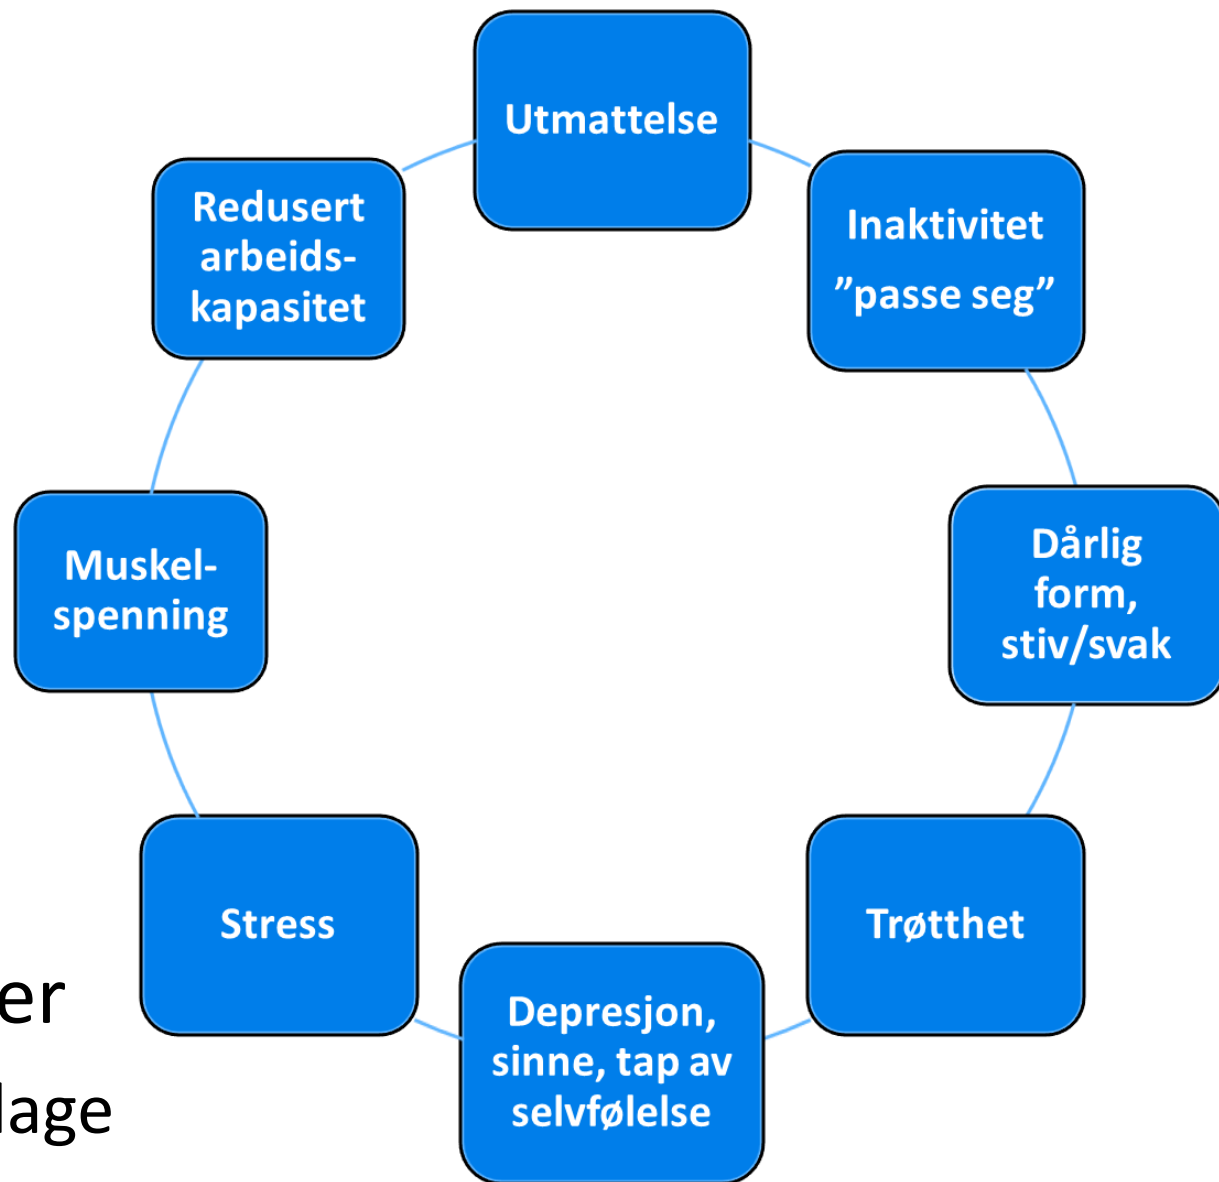 Utmattelse
Inaktivitet
”passe seg”
Dårlig
form,
stiv/svak
Trøtthet
Depresjon,
sinne, tap av
selvfølelse
Stress
Muskel-
spenning
Redusert
arbeids-
kapasitet
er
lage